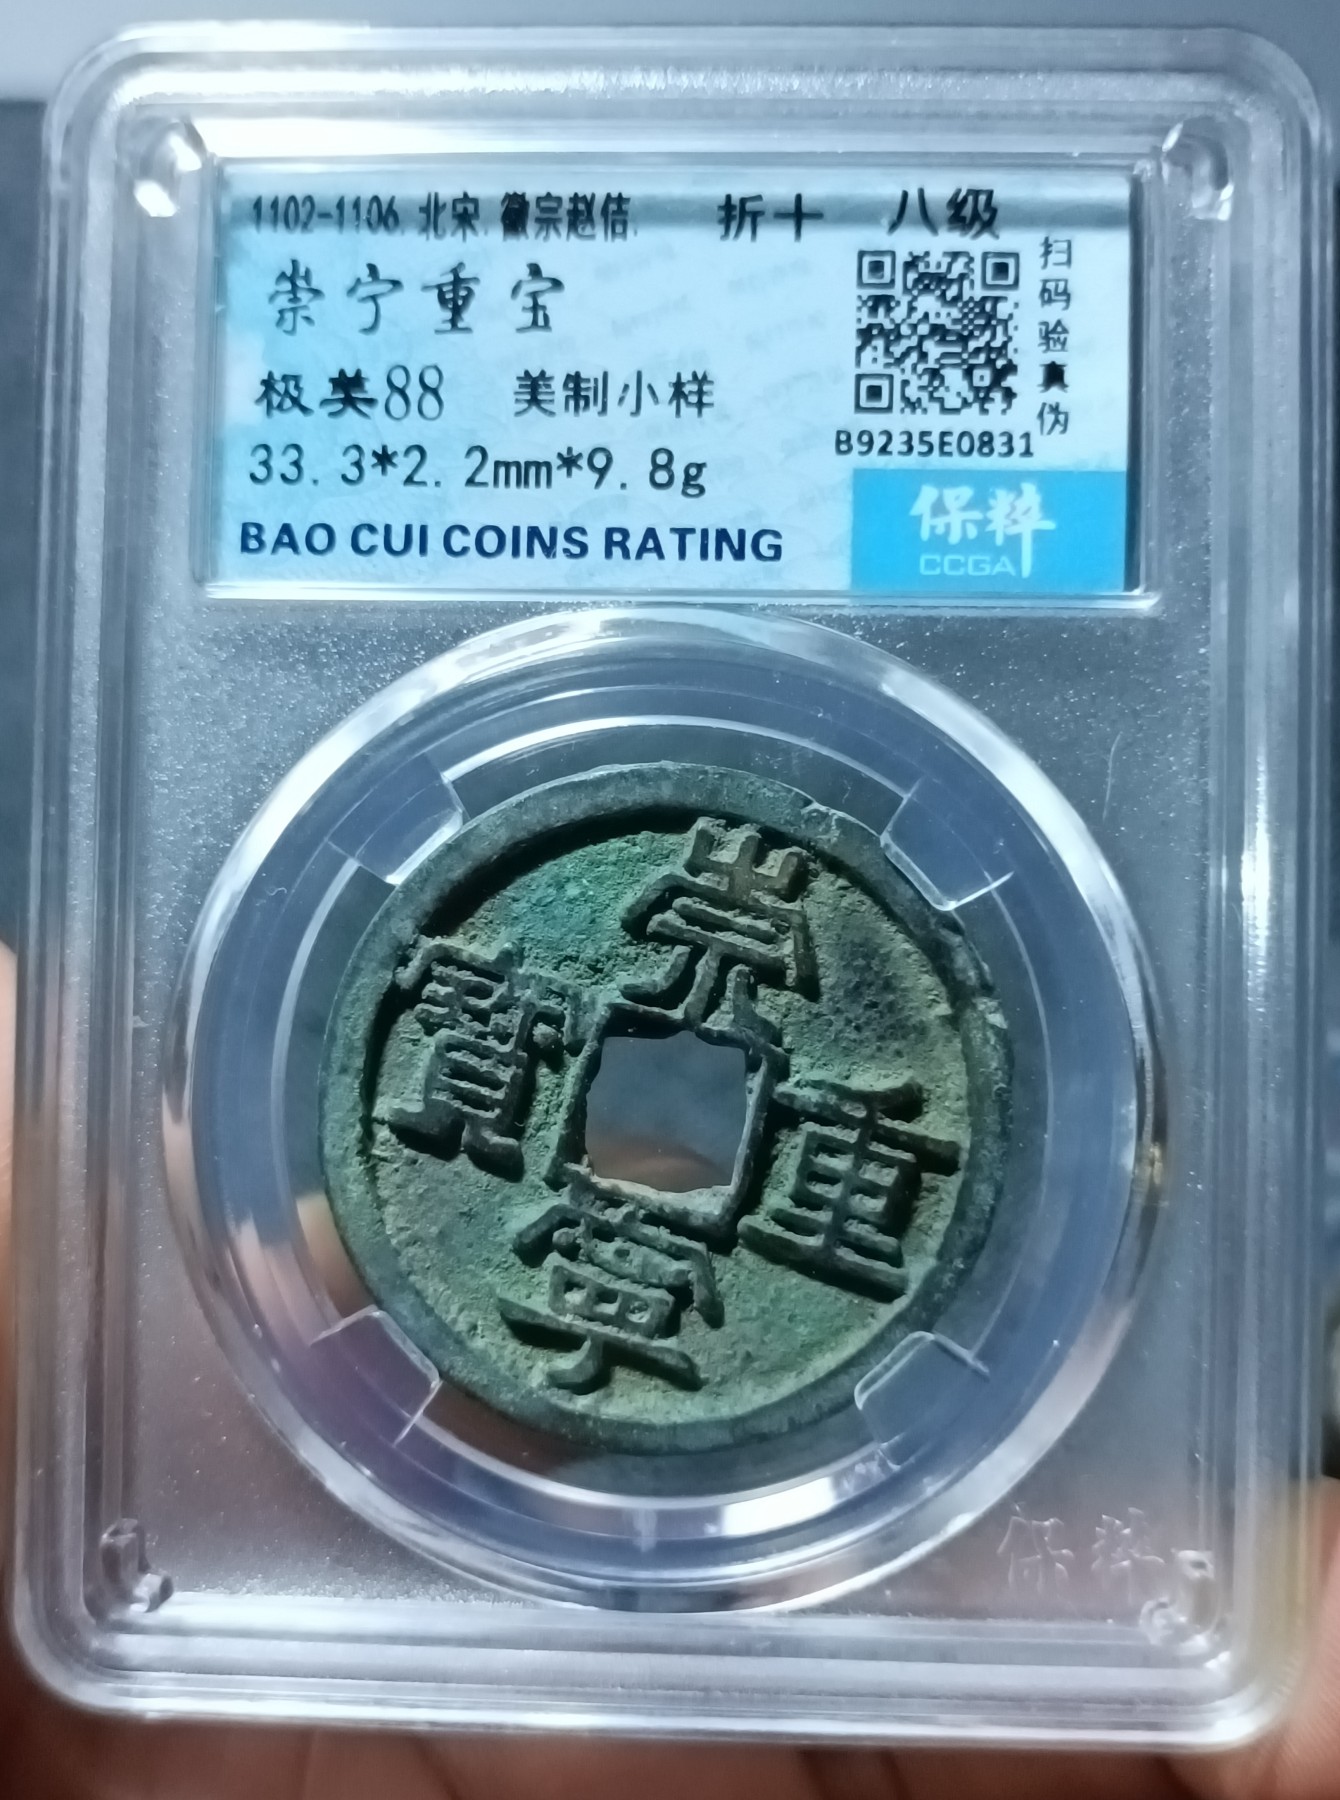 1102-1106.北宋.徽宗赵佶. 折十 八级
崇宁重宝
极美88 美制小样
33.3*2.2mm*9.8g
BAO CUI COINS RATING
扫码验真伪
B9235E0831
保粹
CCGA
崇
寧
重
寶
保粹